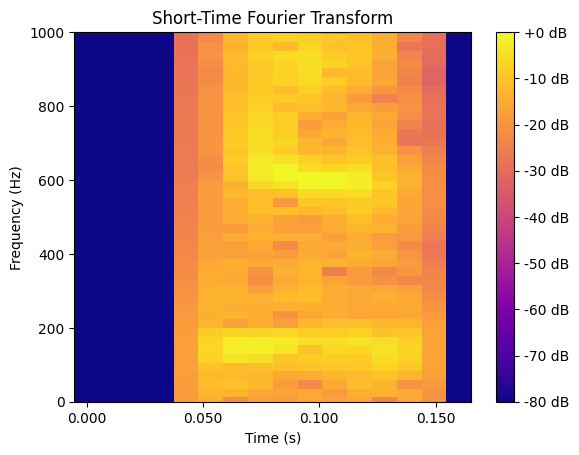 Short-Time Fourier Transform
1000
800
600
400
200
0
Frequency (Hz)
0.000
0.050
0.100
0.150
Time (s)
+0 dB
-10 dB
-20 dB
-30 dB
-40 dB
-50 dB
-60 dB
-70 dB
-80 dB